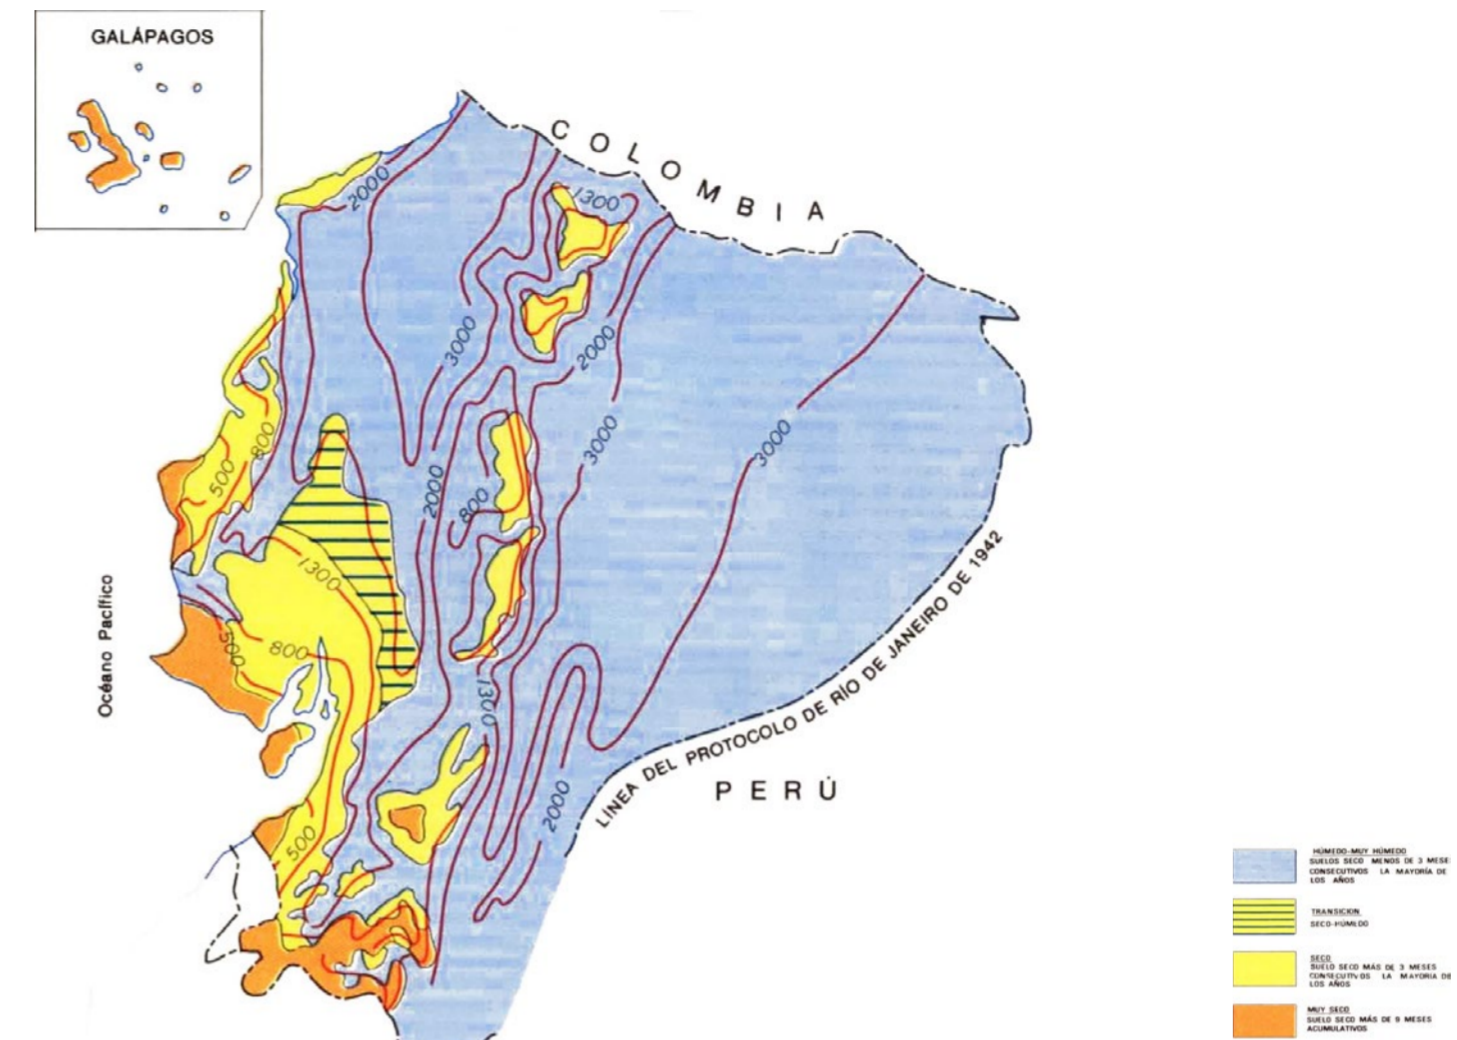 GALÁPAGOS
COLOMBIA
2000
1300
3000
2000
3000
3000
800
500
2000
800
1300
Océano Pacífico
500
800
1300
LÍNEA DEL PROTOCOLO DE RÍO DE JANEIRO DE 1942
PERÚ
2000
500
HÚMEDO-MUY HÚMEDO
SUELOS SECO MENOS DE 3 MESE
CONSECUTIVOS LA MAYORÍA DE
LOS AÑOS
TRANSICION
SECO-HÚMEDO
SECO
SUELO SECO MÁS DE 3 MESES
CONSECUTIVOS LA MAYORIA DE
LOS AÑOS
MUY SECO
SUELO SECO MÁS DE 9 MESES
ACUMULATIVOS